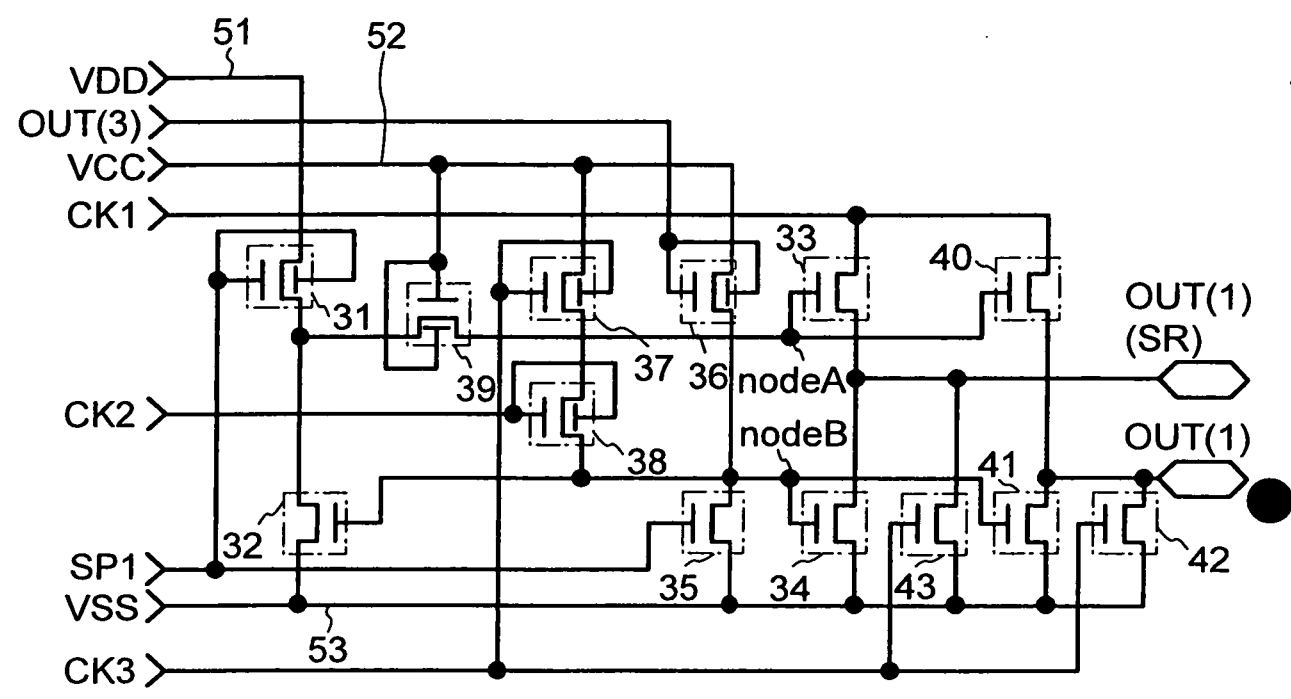 51
52
VDD
OUT(3)
VCC
CK1
33
40
OUT(1)
(SR)
31
39
37
36
nodeA
CK2
nodeB
OUT(1)
38
41
32
SP1
35
34
43
42
VSS
53
CK3